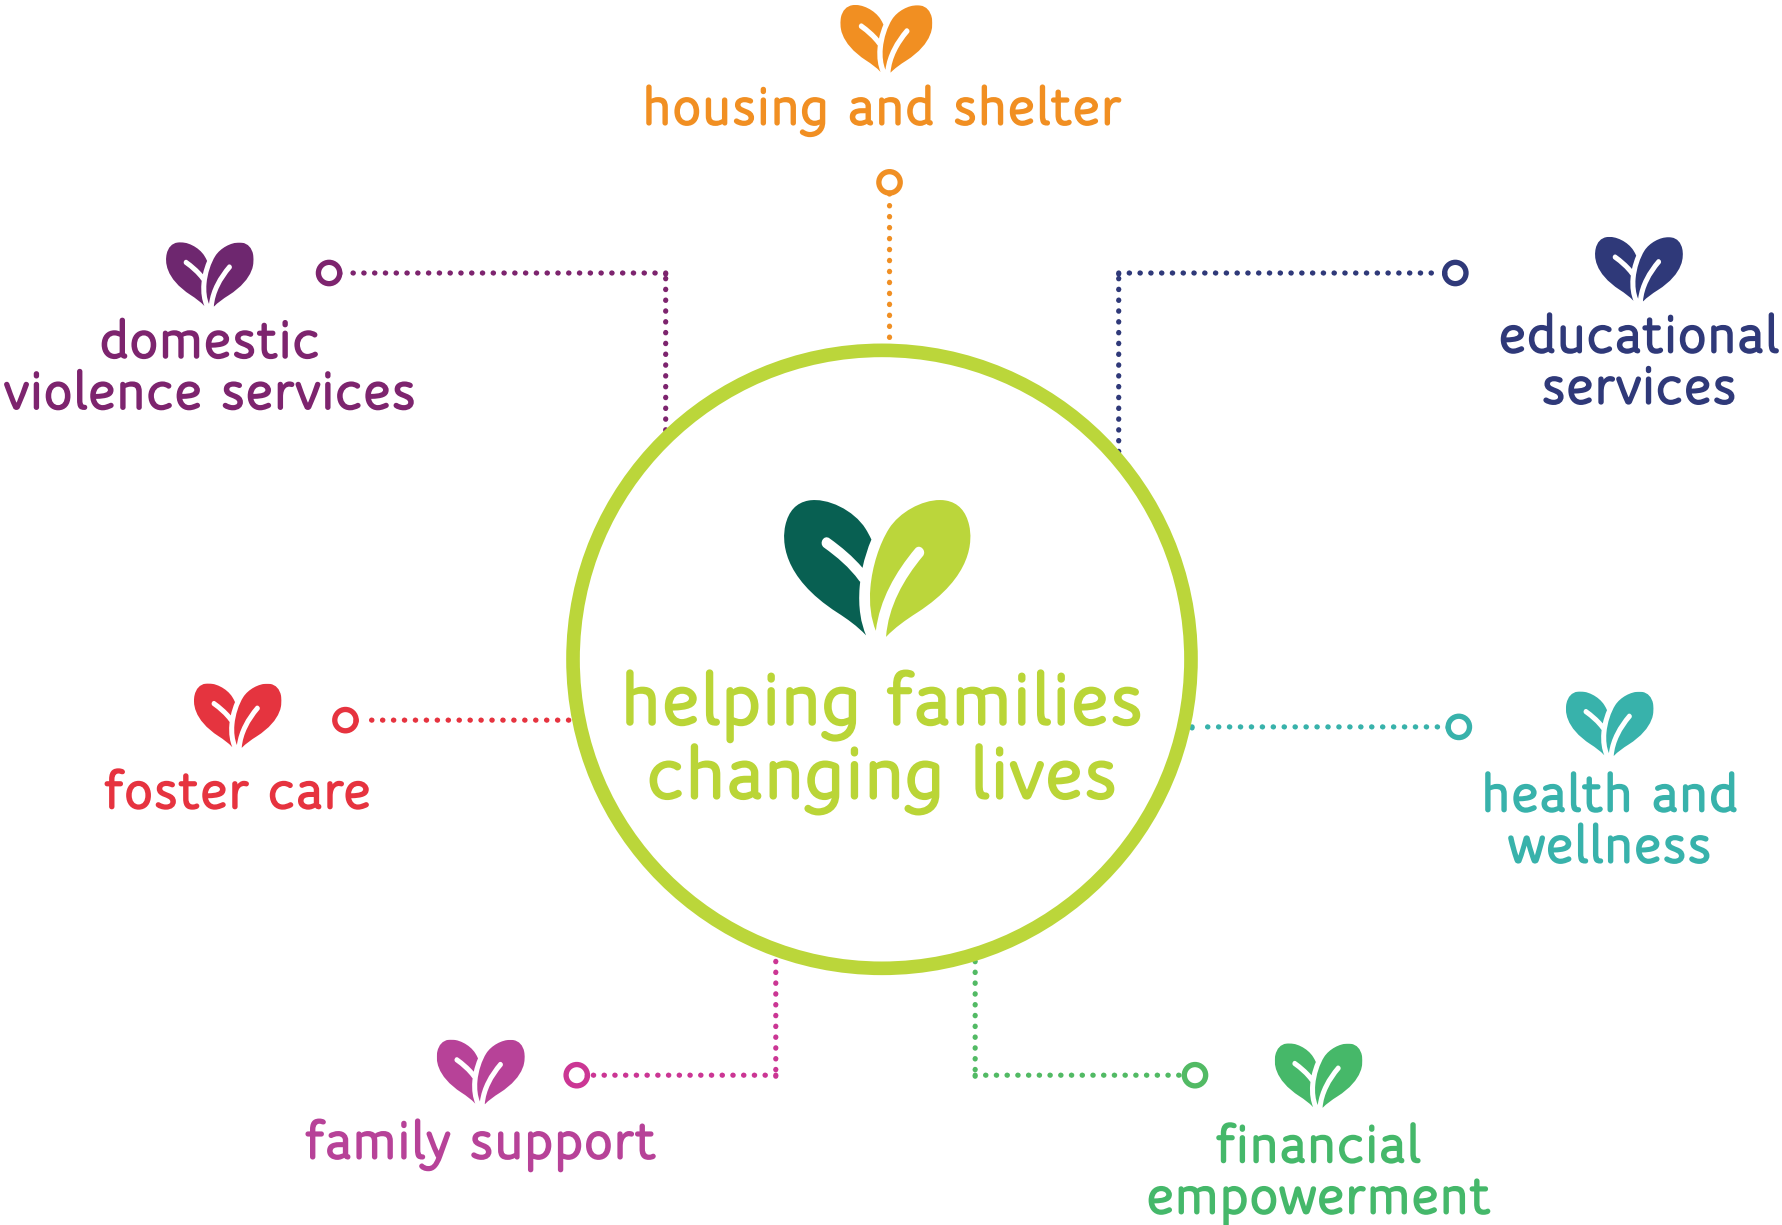 housing and shelter
domestic
violence services
educational
services
helping families
changing lives
foster care
health and
wellness
family support
financial
empowerment